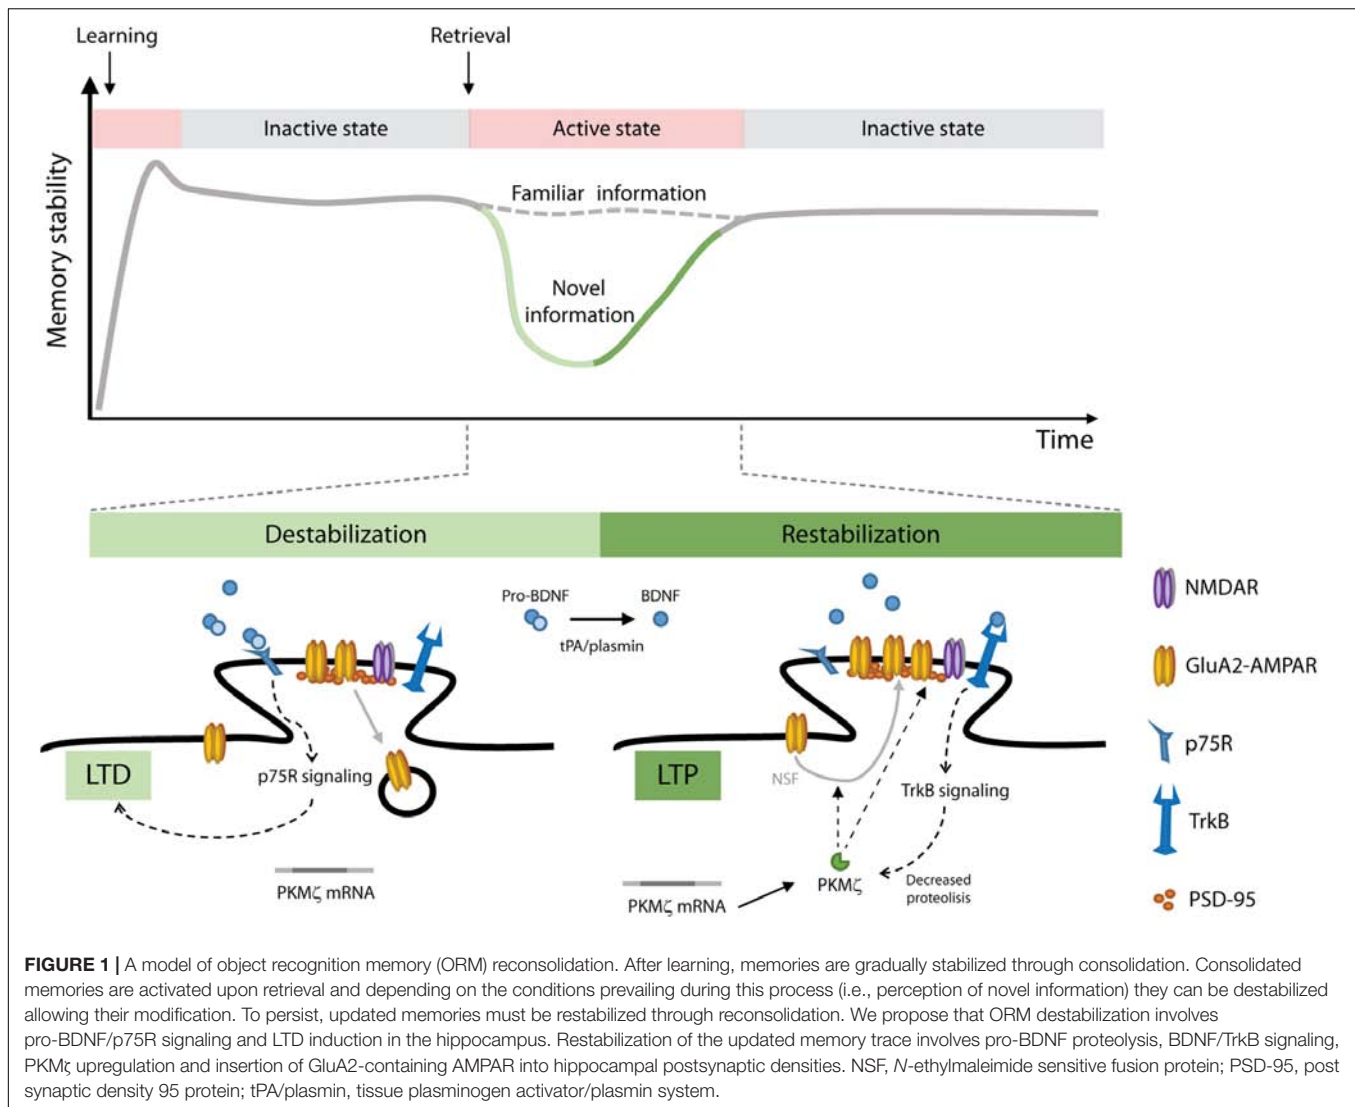 Learning
Retrieval
Inactive state
Active state
Inactive state
Memory stability
Familiar information
Novel
information
Time
Destabilization
Restabilization
Pro-BDNF
BDNF
tPA/plasmin
NMDAR
GluA2-AMPAR
p75R
TrkB
PSD-95
LTD
p75R signaling
PKMζ mRNA
LTP
NSF
TrkB signaling
PKMζ
Decreased
proteolisis
PKMζ mRNA
FIGURE 1 | A model of object recognition memory (ORM) reconsolidation. After learning, memories are gradually stabilized through consolidation. Consolidated
memories are activated upon retrieval and depending on the conditions prevailing during this process (i.e., perception of novel information) they can be destabilized
allowing their modification. To persist, updated memories must be restabilized through reconsolidation. We propose that ORM destabilization involves
pro-BDNF/p75R signaling and LTD induction in the hippocampus. Restabilization of the updated memory trace involves pro-BDNF proteolysis, BDNF/TrkB signaling,
PKMζ upregulation and insertion of GluA2-containing AMPAR into hippocampal postsynaptic densities. NSF, N-ethylmaleimide sensitive fusion protein; PSD-95, post
synaptic density 95 protein; tPA/plasmin, tissue plasminogen activator/plasmin system.